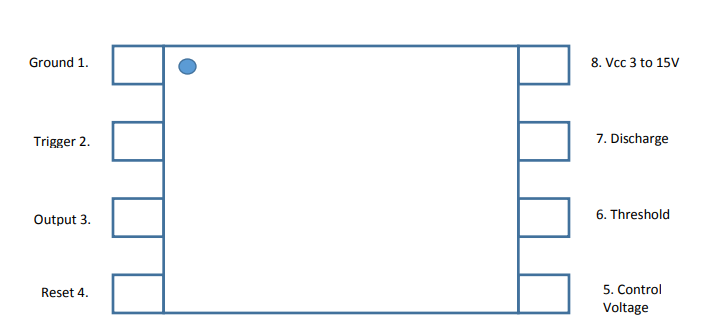 Ground 1.
8. Vcc 3 to 15V
Trigger 2.
7. Discharge
Output 3.
6. Threshold
Reset 4.
5. Control
Voltage